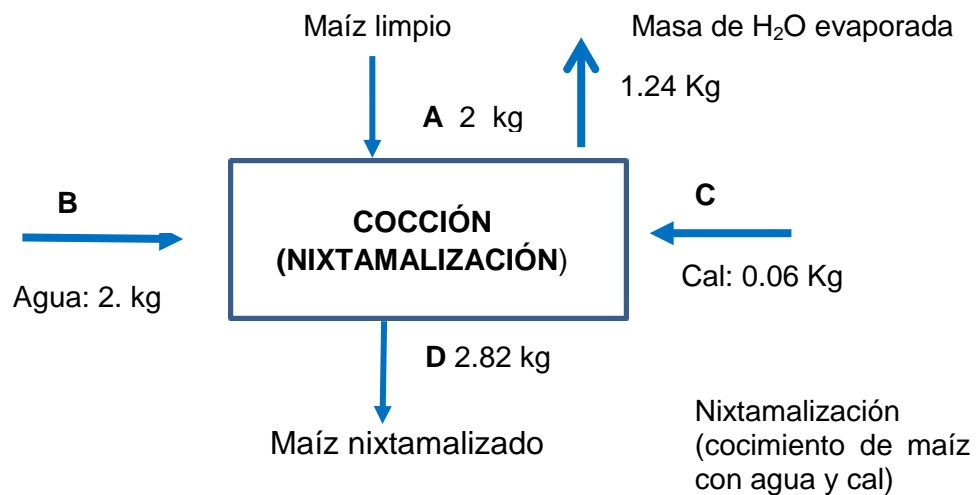 Maíz limpio
Masa de H₂O evaporada
1.24 Kg
A 2 kg
B
C
COCCIÓN
(NIXTAMALIZACIÓN)
Agua: 2. kg
Cal: 0.06 Kg
D 2.82 kg
Maíz nixtamalizado
Nixtamalización
(cocimiento de maíz
con agua y cal)